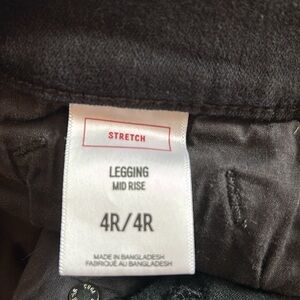 STRETCH
LEGGING
MID RISE
4R/4R
MADE IN BANGLADESH
FABRIQUÉ AU BANGLADESH